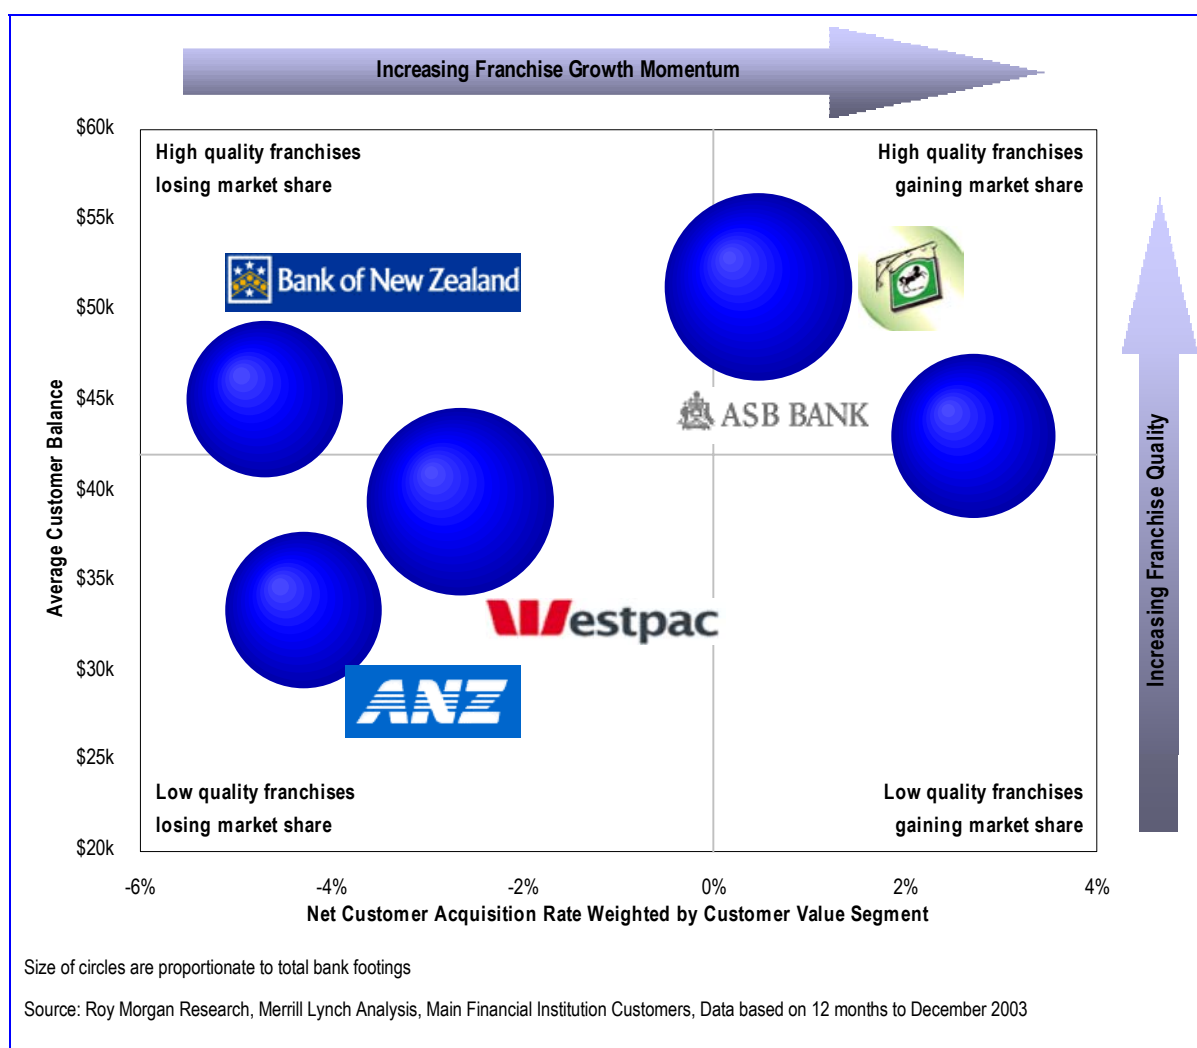 Increasing Franchise Growth Momentum
$60k
$55k
$50k
$45k
$40k
$35k
$30k
$25k
$20k
Average Customer Balance
High quality franchises
losing market share
High quality franchises
gaining market share
Bank of New Zealand
ASB BANK
Westpac
ANZ
Low quality franchises
losing market share
Low quality franchises
gaining market share
Increasing Franchise Quality
-6%
-4%
-2%
0%
2%
4%
Net Customer Acquisition Rate Weighted by Customer Value Segment
Size of circles are proportionate to total bank footings
Source: Roy Morgan Research, Merrill Lynch Analysis, Main Financial Institution Customers, Data based on 12 months to December 2003